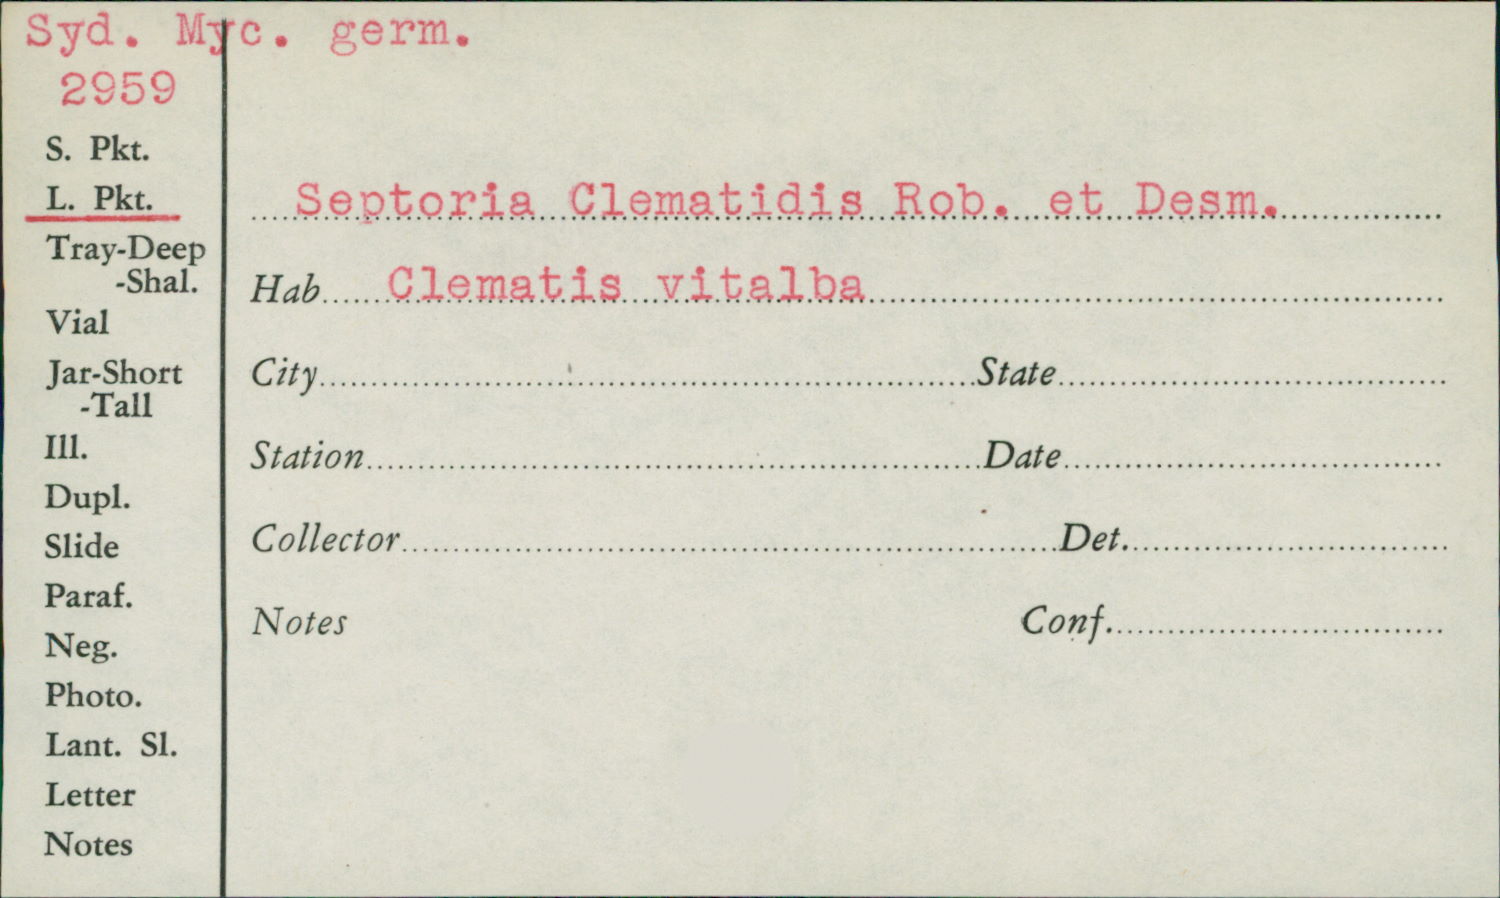 Syd. Myc. germ.
2959
S. Pkt.
L. Pkt.
Tray-Deep
-Shal.
Vial
Jar-Short
-Tall
Ill.
Dupl.
Slide
Paraf.
Neg.
Photo.
Lant. Sl.
Letter
Notes
Septoria Clematidis Rob. et Desm.
Hab Clematis vitalba
City State
Station Date
Collector Det.
Notes Conf.